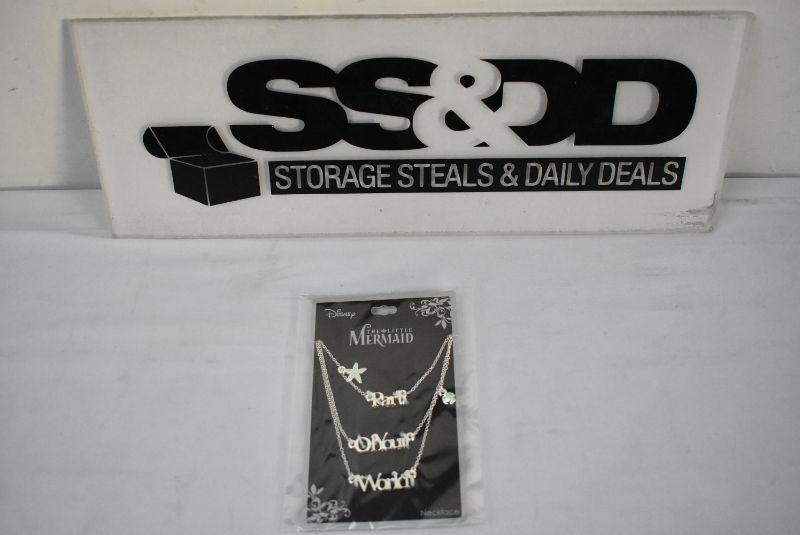 SS&DD
STORAGE STEALS & DAILY DEALS
Disney
THE LITTLE
MERMAID
Part
Of Your
World
Necklace